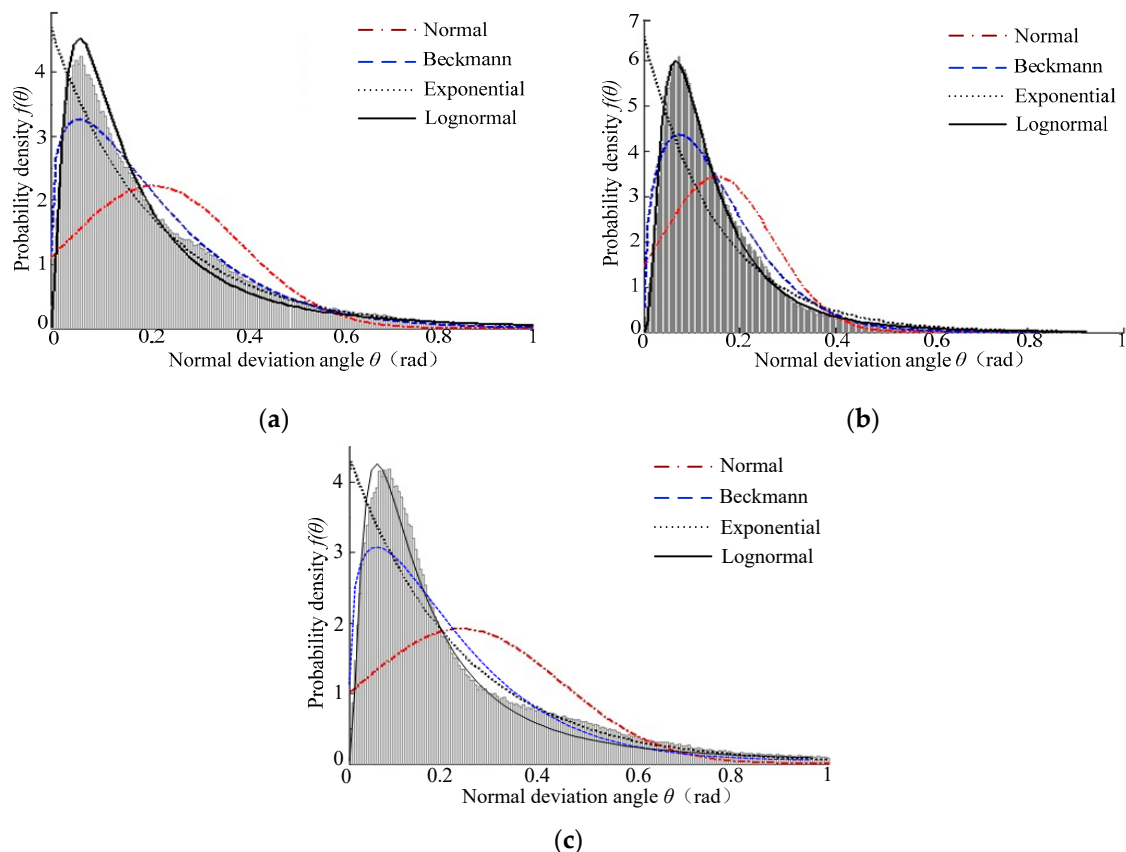 Probability density f(θ)
4
3
2
1
0
0
0.2
0.4
0.6
0.8
1
Normal deviation angle θ（rad）
Normal
Beckmann
Exponential
Lognormal
(a)
Probability density f(θ)
7
6
5
4
3
2
1
0
0
0.2
0.4
0.6
0.8
1
Normal deviation angle θ（rad）
Normal
Beckmann
Exponential
Lognormal
(b)
Probability density f(θ)
4
3
2
1
0
0
0.2
0.4
0.6
0.8
1
Normal deviation angle θ（rad）
Normal
Beckmann
Exponential
Lognormal
(c)